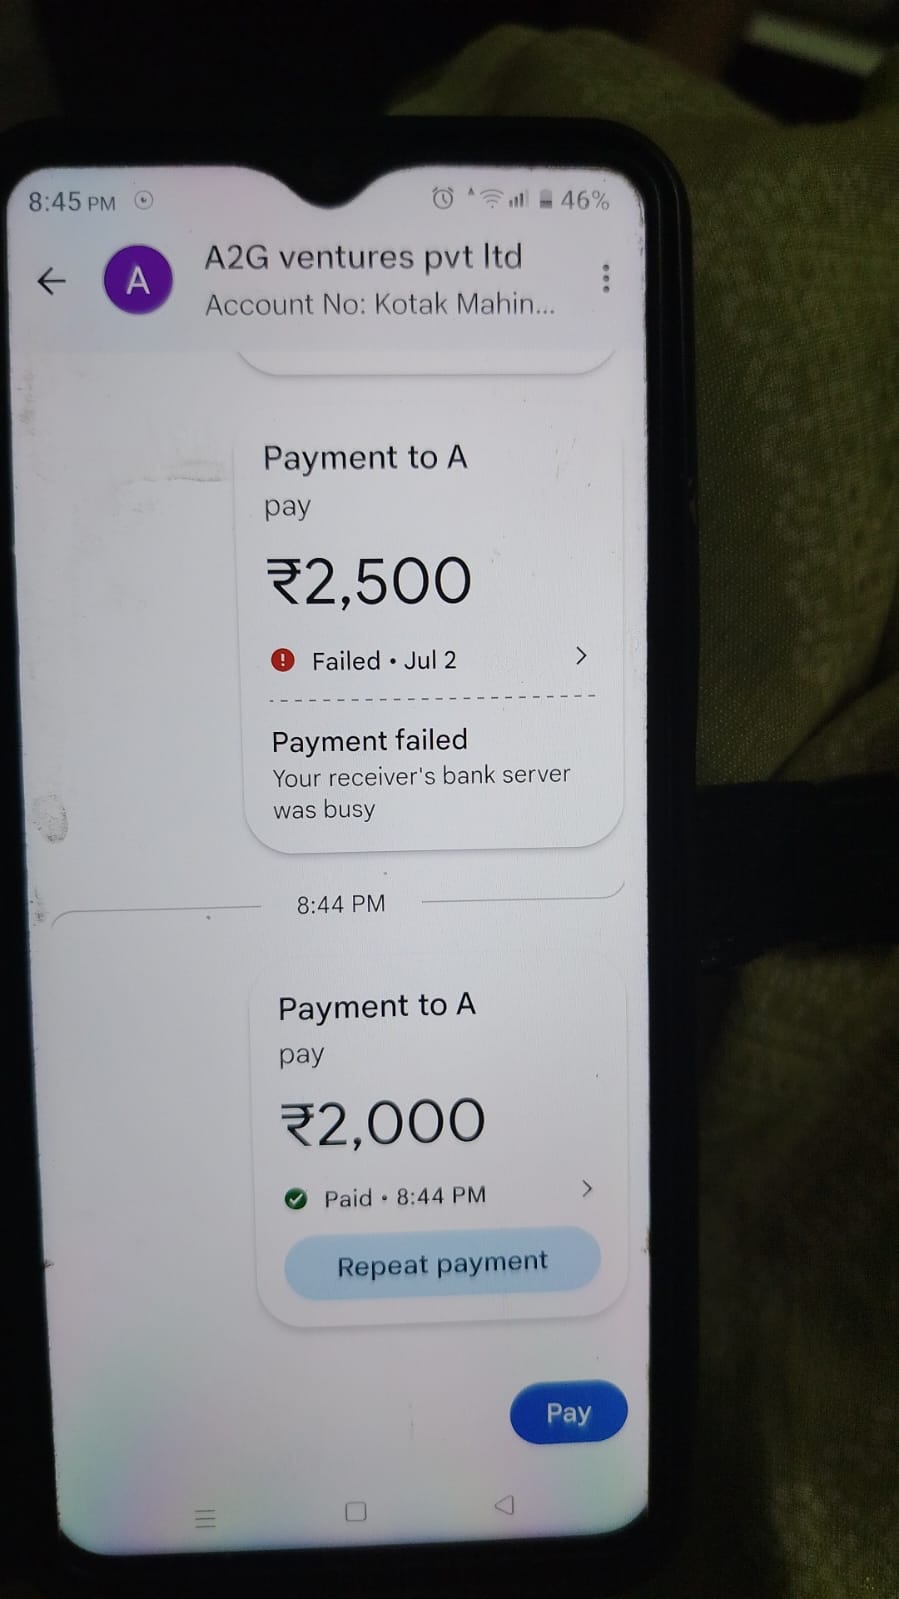 8:45 PM
46%
A
A2G ventures pvt ltd
Account No: Kotak Mahin...
Payment to A
pay
₹2,500
Failed • Jul 2
Payment failed
Your receiver's bank server
was busy
8:44 PM
Payment to A
pay
₹2,000
Paid • 8:44 PM
Repeat payment
Pay